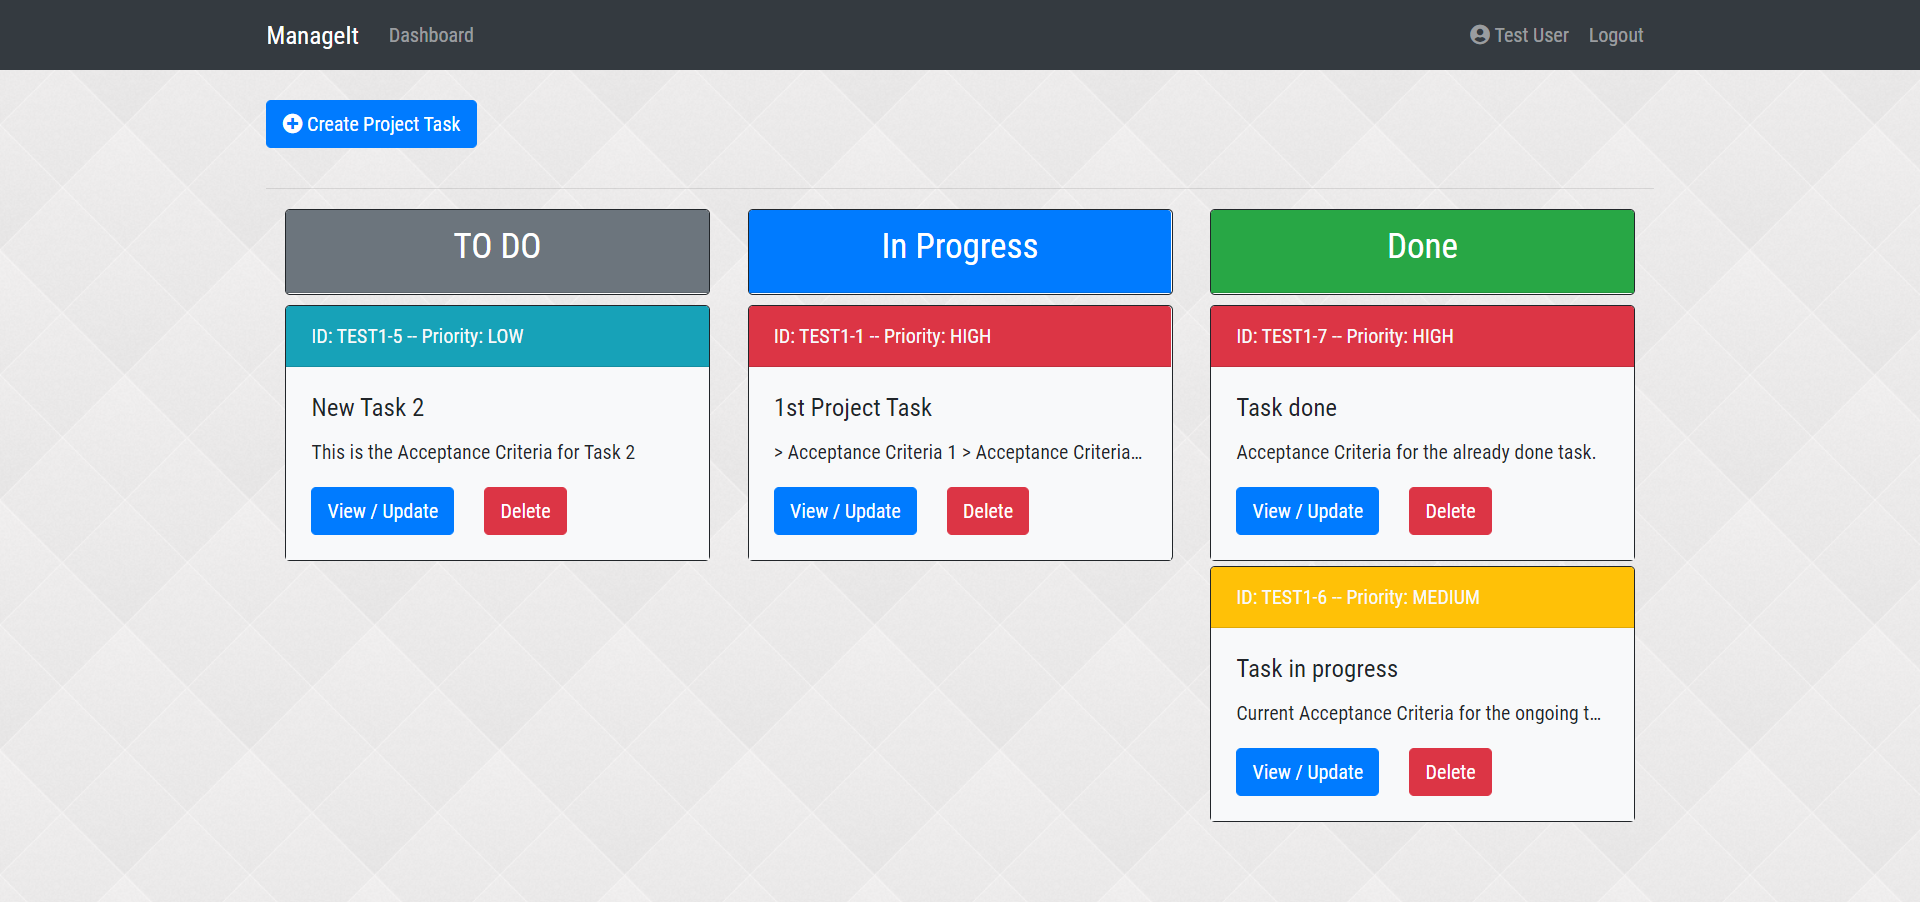 ManageIt Dashboard Test User Logout
Create Project Task
TO DO
ID: TEST1-5 -- Priority: LOW
New Task 2
This is the Acceptance Criteria for Task 2
View / Update Delete
In Progress
ID: TEST1-1 -- Priority: HIGH
1st Project Task
> Acceptance Criteria 1 > Acceptance Criteria...
View / Update Delete
Done
ID: TEST1-7 -- Priority: HIGH
Task done
Acceptance Criteria for the already done task.
View / Update Delete
ID: TEST1-6 -- Priority: MEDIUM
Task in progress
Current Acceptance Criteria for the ongoing t...
View / Update Delete